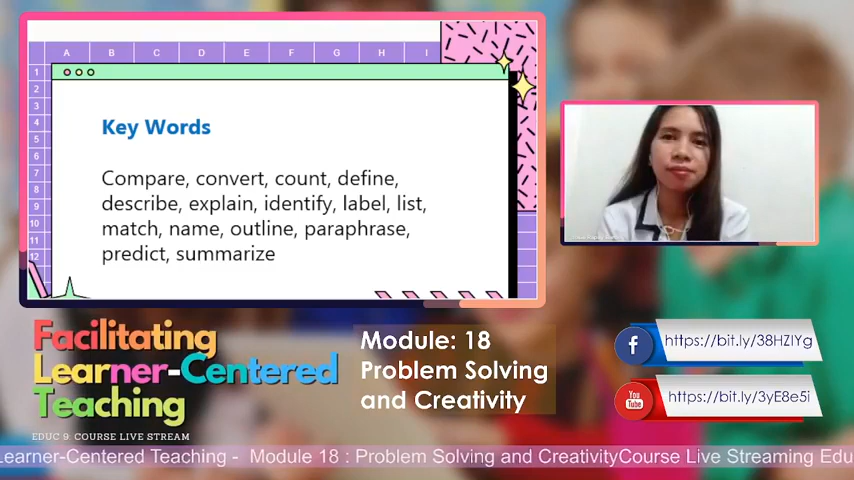 A B C D E F G H I
1
2
3
4
5
6
7
8
9
10
11
12
Key Words
Compare, convert, count, define,
describe, explain, identify, label, list,
match, name, outline, paraphrase,
predict, summarize
Facilitating
Learner-Centered
Teaching
EDUC 9 COURSE LIVE STREAM
Module: 18
Problem Solving
and Creativity
f https://bit.ly/38HZIYg
You Tube https://bit.ly/3yE8e5i
Learner-Centered Teaching - Module 18 : Problem Solving and CreativityCourse Live Streaming Edu